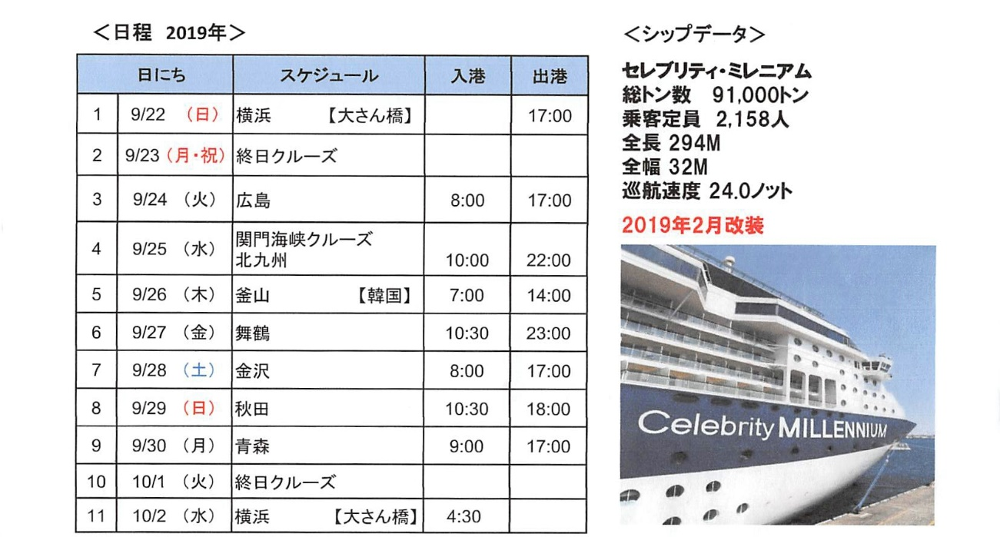 ＜日程 2019年＞
日にち スケジュール 入港 出港
1 9/22 （日） 横浜 【大さん橋】 17:00
2 9/23（月・祝） 終日クルーズ
3 9/24 （火） 広島 8:00 17:00
4 9/25 （水） 関門海峡クルーズ
北九州 10:00 22:00
5 9/26 （木） 釜山 【韓国】 7:00 14:00
6 9/27 （金） 舞鶴 10:30 23:00
7 9/28 （土） 金沢 8:00 17:00
8 9/29 （日） 秋田 10:30 18:00
9 9/30 （月） 青森 9:00 17:00
10 10/1 （火） 終日クルーズ
11 10/2 （水） 横浜 【大さん橋】 4:30
＜シップデータ＞
セレブリティ・ミレニアム
総トン数 91,000トン
乗客定員 2,158人
全長 294M
全幅 32M
巡航速度 24.0ノット
2019年2月改装
Celebrity MILLENNIUM